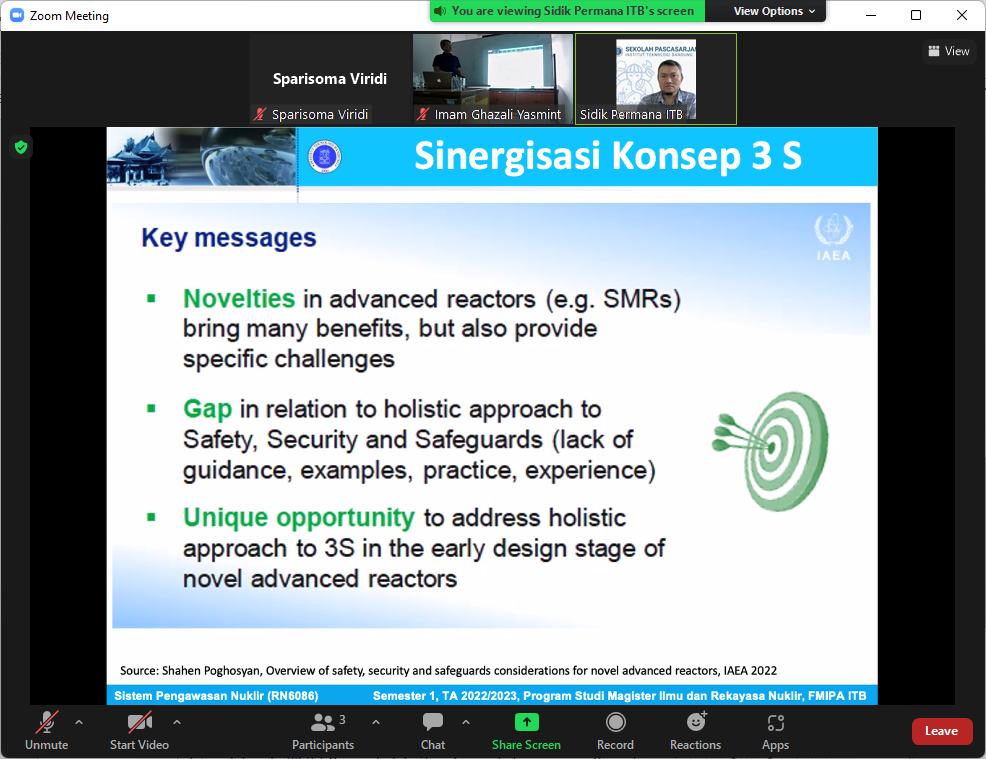 Zoom Meeting
You are viewing Sidik Permana ITB's screen
View Options
View
Sparisoma Viridi
Sparisoma Viridi
Imam Ghazali Yasmint
SEKOLAH PASCASARJAN
INSTITUT TEKNOLOGI BANDUNG
Sidik Permana ITB
Sinergisasi Konsep 3 S
Key messages
IAEA
Novelties in advanced reactors (e.g. SMRs)
bring many benefits, but also provide
specific challenges
Gap in relation to holistic approach to
Safety, Security and Safeguards (lack of
guidance, examples, practice, experience)
Unique opportunity to address holistic
approach to 3S in the early design stage of
novel advanced reactors
Source: Shahen Poghosyan, Overview of safety, security and safeguards considerations for novel advanced reactors, IAEA 2022
Sistem Pengawasan Nuklir (RN6086)
Semester 1, TA 2022/2023, Program Studi Magister Ilmu dan Rekayasa Nuklir, FMIPA ITB
Unmute
Start Video
Participants
3
Chat
Share Screen
Record
Reactions
Apps
Leave